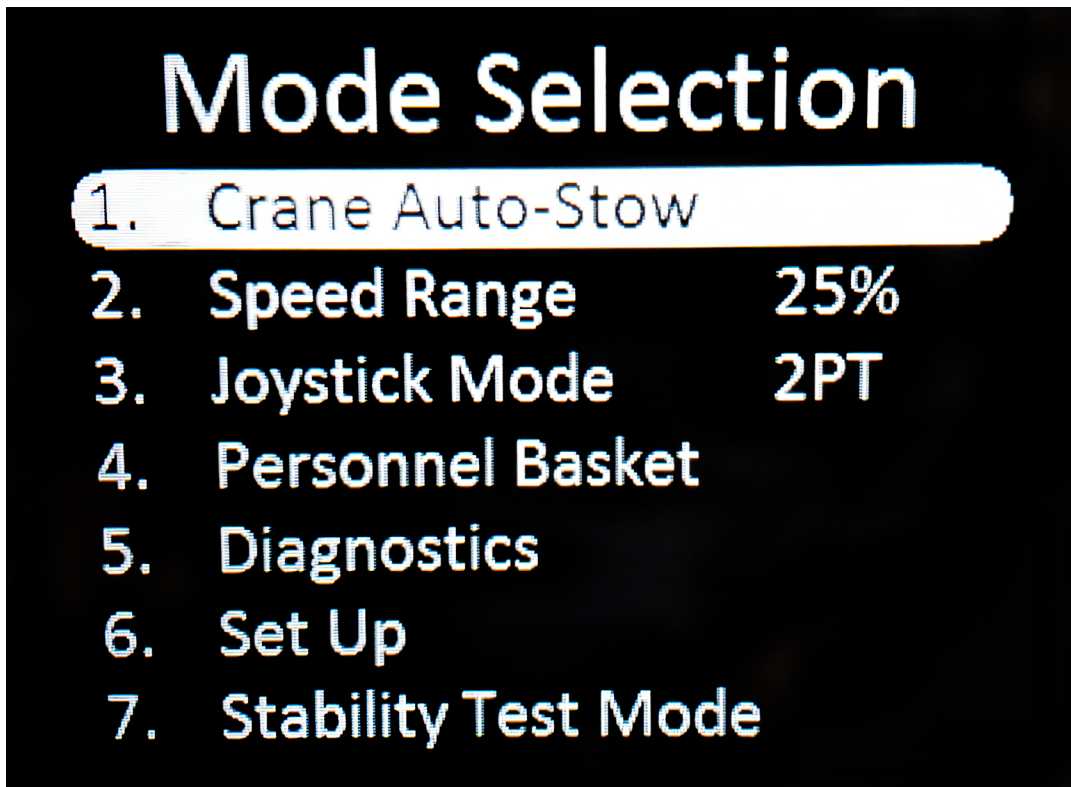 Mode Selection
1. Crane Auto-Stow
2. Speed Range 25%
3. Joystick Mode 2PT
4. Personnel Basket
5. Diagnostics
6. Set Up
7. Stability Test Mode